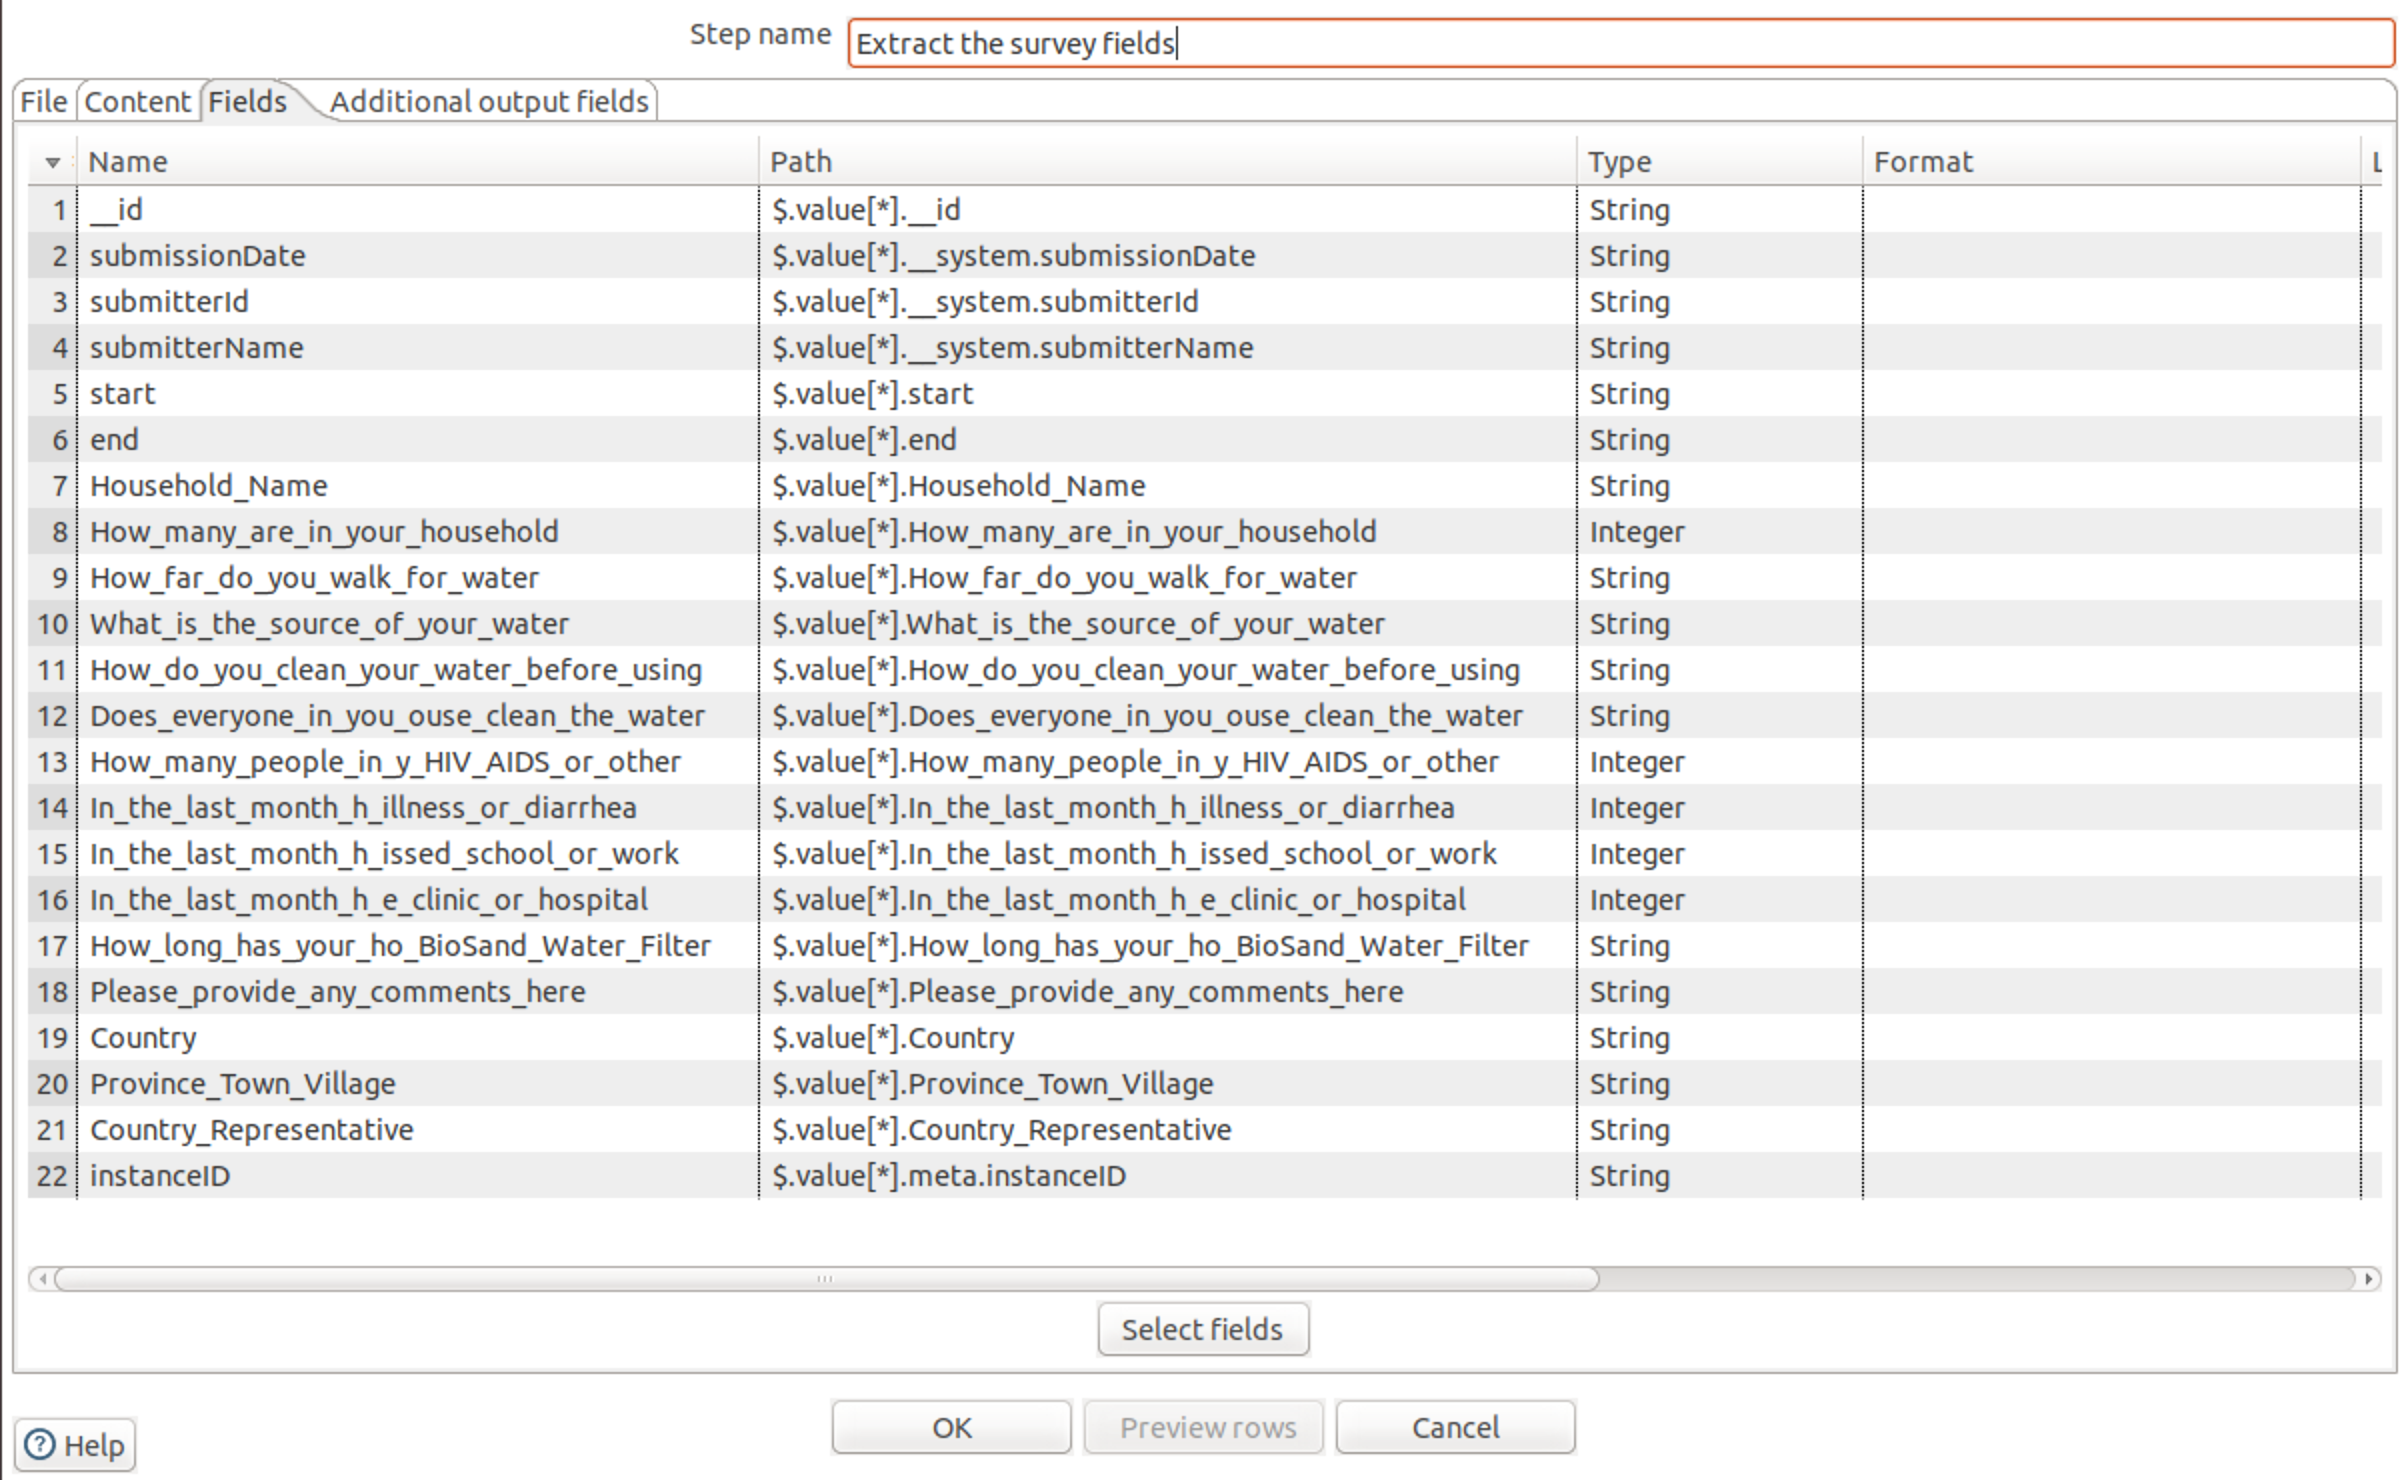 Step name Extract the survey fields
File Content Fields Additional output fields
Name Path Type Format L
1 __id $.value[*].__id String
2 submissionDate $.value[*].__system.submissionDate String
3 submitterId $.value[*].__system.submitterId String
4 submitterName $.value[*].__system.submitterName String
5 start $.value[*].start String
6 end $.value[*].end String
7 Household_Name $.value[*].Household_Name String
8 How_many_are_in_your_household $.value[*].How_many_are_in_your_household Integer
9 How_far_do_you_walk_for_water $.value[*].How_far_do_you_walk_for_water String
10 What_is_the_source_of_your_water $.value[*].What_is_the_source_of_your_water String
11 How_do_you_clean_your_water_before_using $.value[*].How_do_you_clean_your_water_before_using String
12 Does_everyone_in_you_ouse_clean_the_water $.value[*].Does_everyone_in_you_ouse_clean_the_water String
13 How_many_people_in_y_HIV_AIDS_or_other $.value[*].How_many_people_in_y_HIV_AIDS_or_other Integer
14 In_the_last_month_h_illness_or_diarrhea $.value[*].In_the_last_month_h_illness_or_diarrhea Integer
15 In_the_last_month_h_issed_school_or_work $.value[*].In_the_last_month_h_issed_school_or_work Integer
16 In_the_last_month_h_e_clinic_or_hospital $.value[*].In_the_last_month_h_e_clinic_or_hospital Integer
17 How_long_has_your_ho_BioSand_Water_Filter $.value[*].How_long_has_your_ho_BioSand_Water_Filter String
18 Please_provide_any_comments_here $.value[*].Please_provide_any_comments_here String
19 Country $.value[*].Country String
20 Province_Town_Village $.value[*].Province_Town_Village String
21 Country_Representative $.value[*].Country_Representative String
22 instanceID $.value[*].meta.instanceID String
Select fields
Help OK Preview rows Cancel